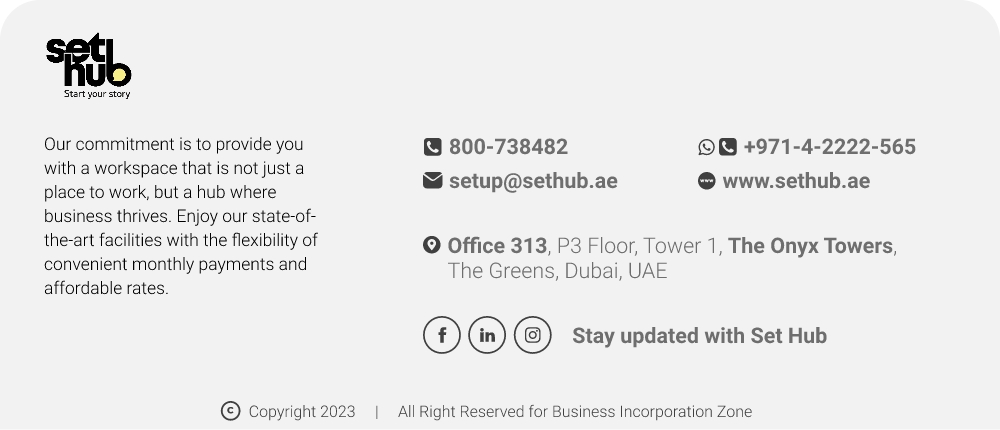 set
hub
Start your story
Our commitment is to provide you
with a workspace that is not just a
place to work, but a hub where
business thrives. Enjoy our state-of-
the-art facilities with the flexibility of
convenient monthly payments and
affordable rates.
800-738482
+971-4-2222-565
setup@sethub.ae
www.sethub.ae
Office 313, P3 Floor, Tower 1, The Onyx Towers,
The Greens, Dubai, UAE
Stay updated with Set Hub
© Copyright 2023 | All Right Reserved for Business Incorporation Zone